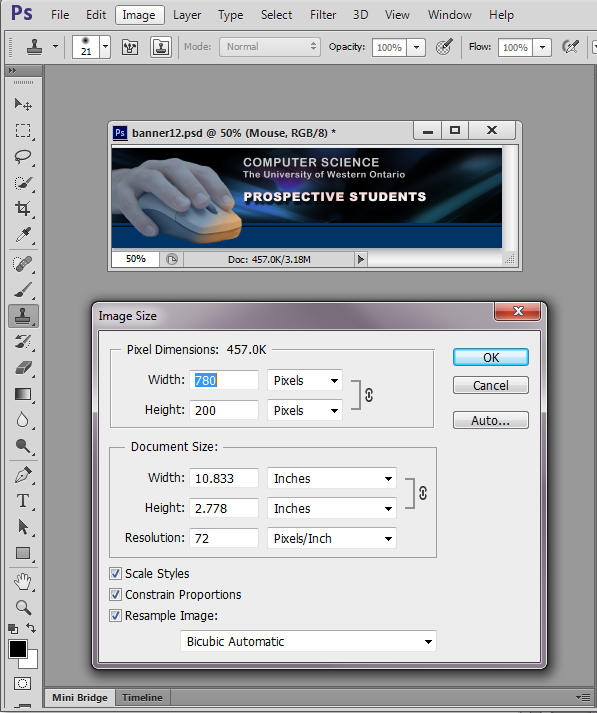 Ps File Edit Image Layer Type Select Filter 3D View Window Help
21 Mode: Normal Opacity: 100% Flow: 100%
Ps banner12.psd @ 50% (Mouse, RGB/8) *
COMPUTER SCIENCE
The University of Western Ontario
PROSPECTIVE STUDENTS
50% Doc: 457.0K/3.18M
Image Size
Pixel Dimensions: 457.0K
Width: 780 Pixels
Height: 200 Pixels
OK
Cancel
Auto...
Document Size:
Width: 10.833 Inches
Height: 2.778 Inches
Resolution: 72 Pixels/Inch
Scale Styles
Constrain Proportions
Resample Image:
Bicubic Automatic
Mini Bridge Timeline